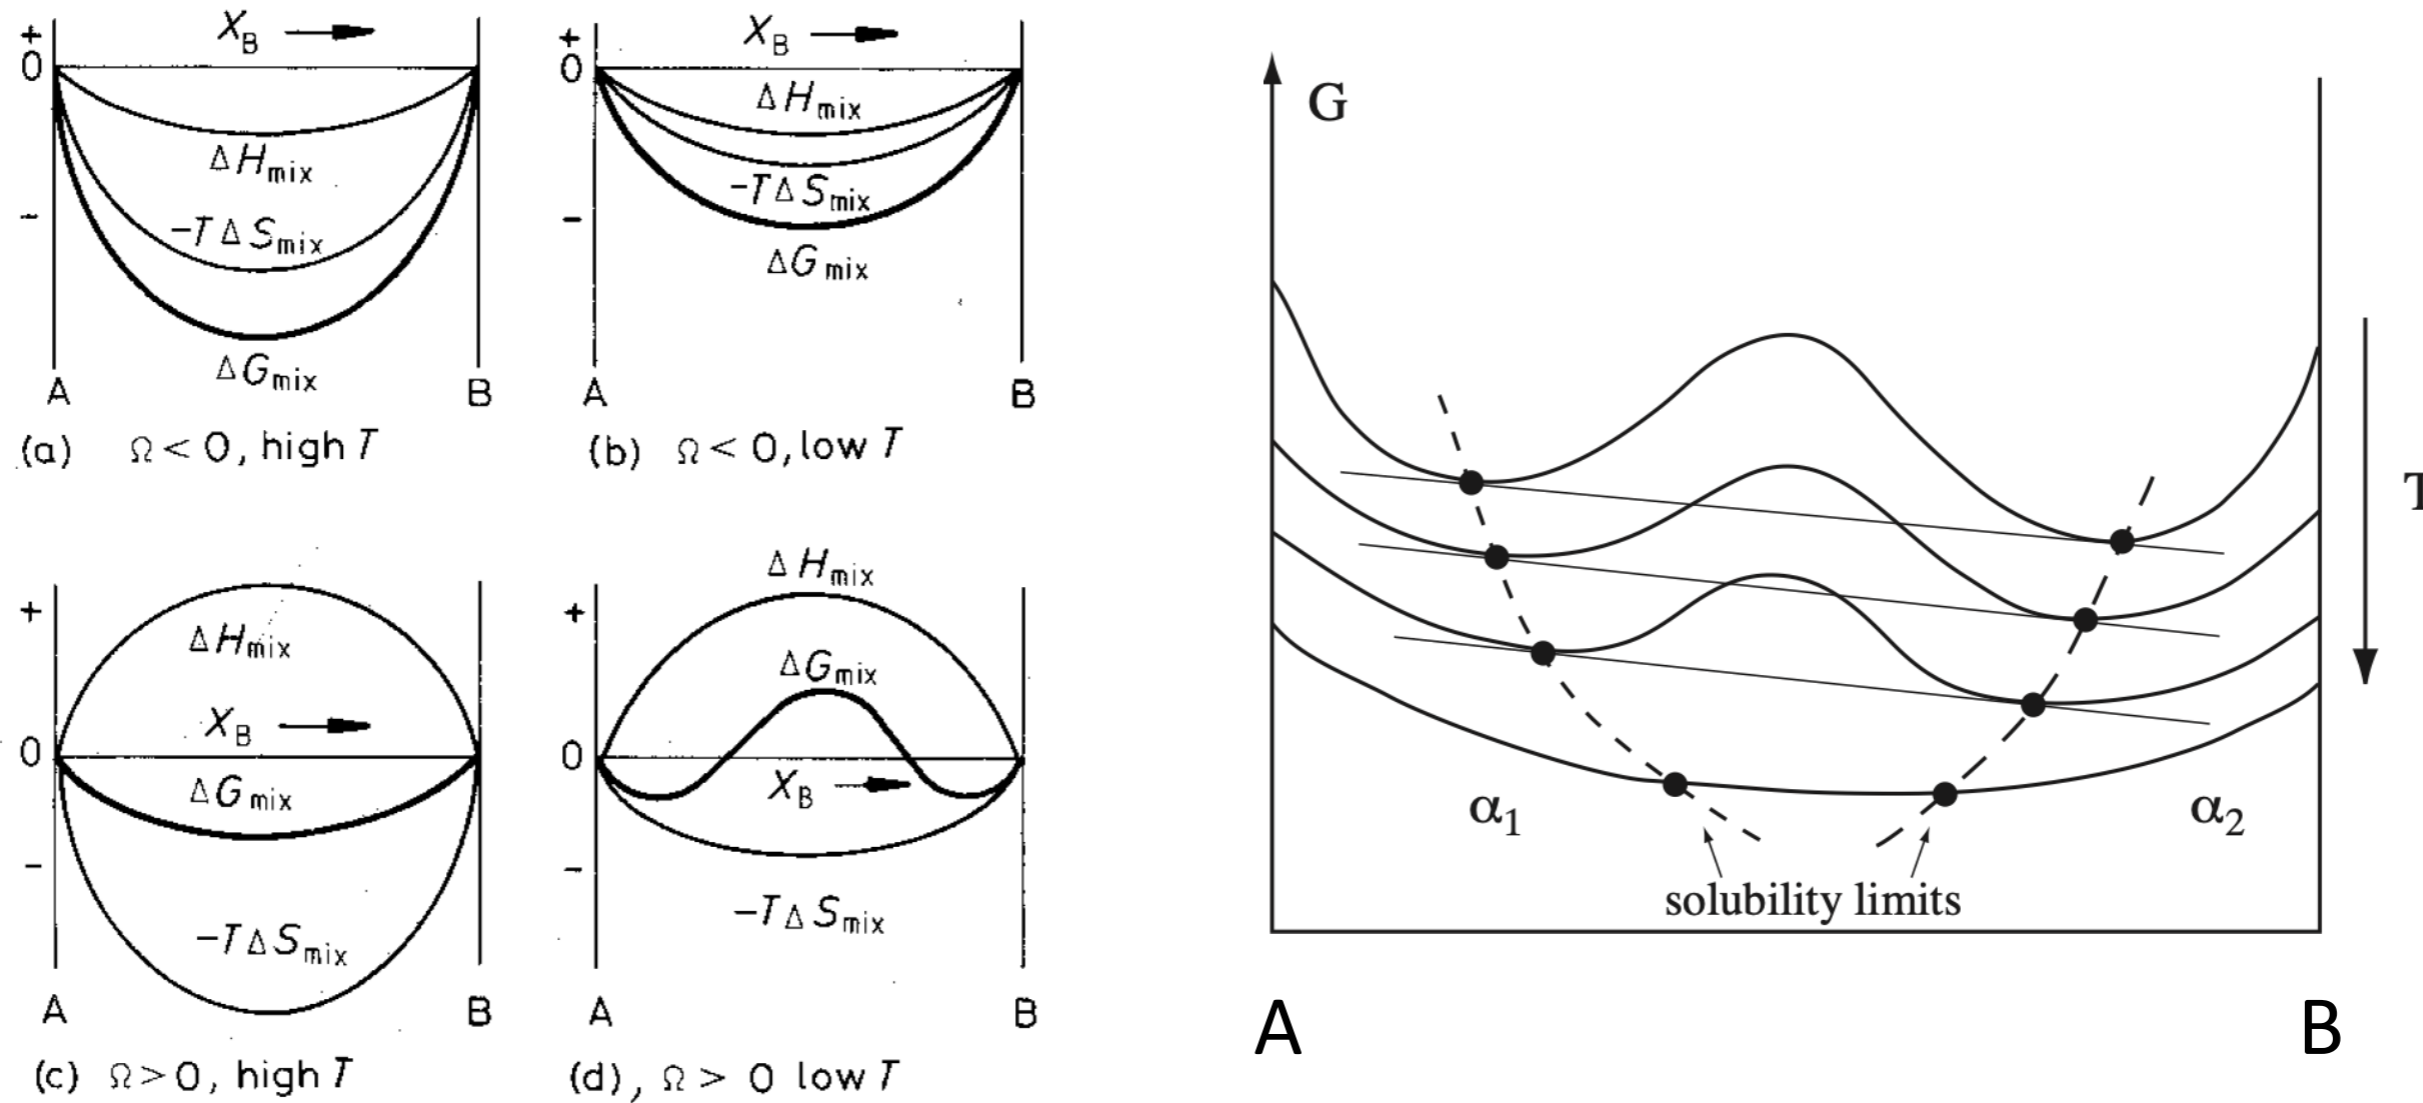 +
X_B
0
ΔH_mix
-
-TΔS_mix
ΔG_mix
A B
(a) Ω < 0, high T
+
X_B
0
ΔH_mix
-TΔS_mix
-
ΔG_mix
A B
(b) Ω < 0, low T
+
ΔH_mix
X_B
0
ΔG_mix
-
-TΔS_mix
A B
(c) Ω > 0, high T
ΔH_mix
+
ΔG_mix
0
X_B
-
-TΔS_mix
A B
(d), Ω > 0 low T
G
T
α₁ α₂
solubility limits
A B